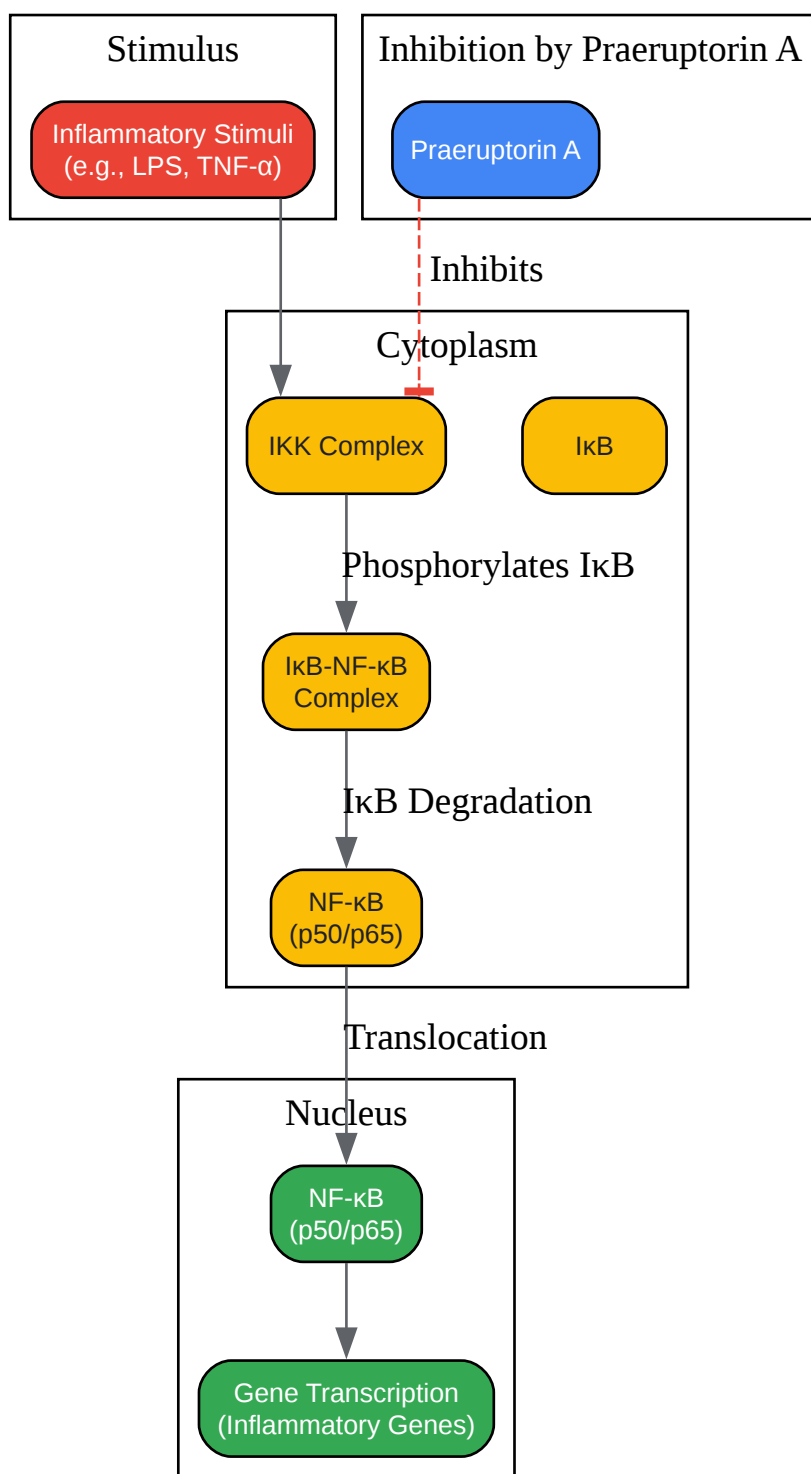 Stimulus
Inflammatory Stimuli
(e.g., LPS, TNF-α)
Inhibition by Praeruptorin A
Praeruptorin A
Inhibits
Cytoplasm
IKK Complex
IκB
Phosphorylates IκB
IκB-NF-κB
Complex
IκB Degradation
NF-κB
(p50/p65)
Translocation
Nucleus
NF-κB
(p50/p65)
Gene Transcription
(Inflammatory Genes)